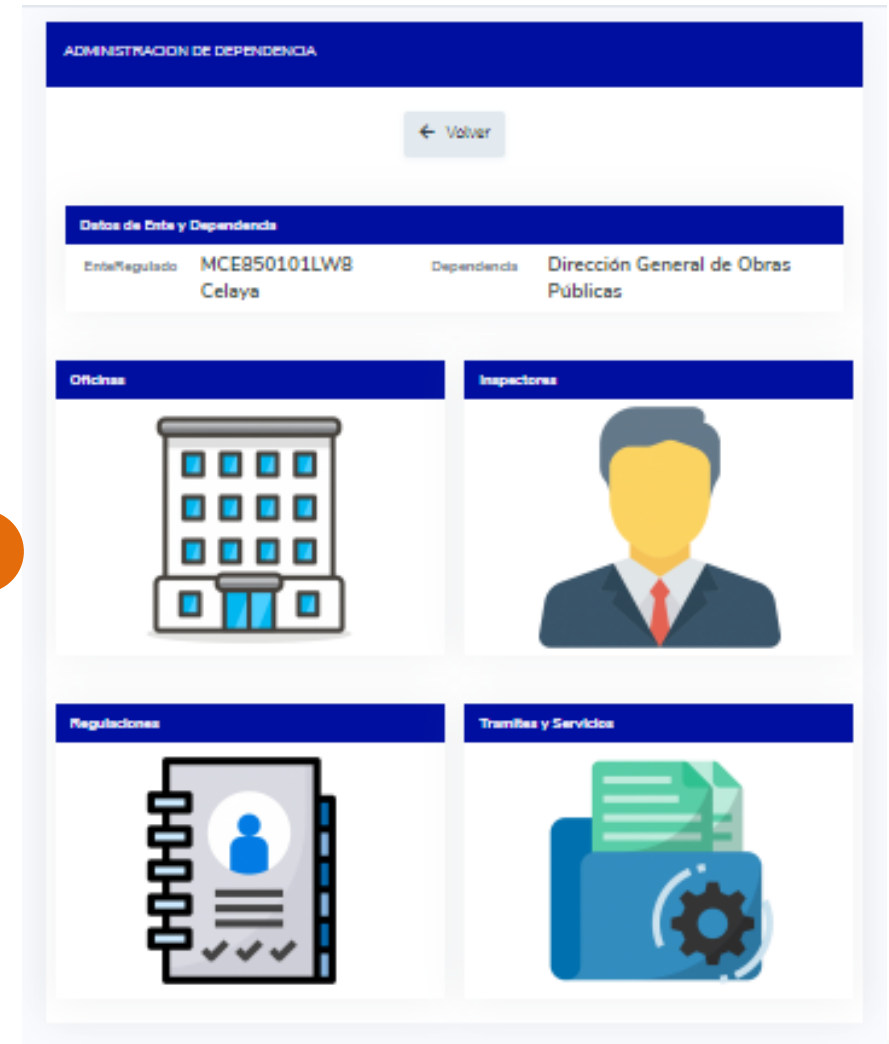 ADMINISTRACION DE DEPENDENCIA
← Volver
Datos de Ente y Dependencia
EnteRegulado MCE850101LW8 Dependencia Dirección General de Obras
Celaya Públicas
Oficinas Inspectores
Regulaciones Tramites y Servicios